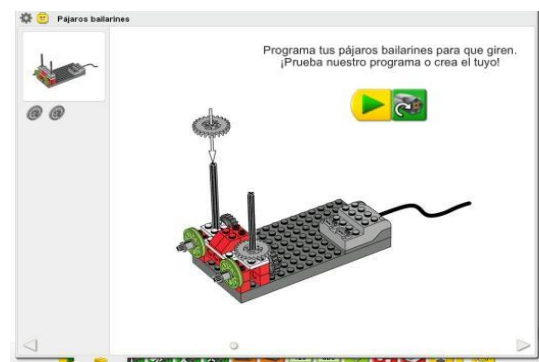 Pájaros bailarines
Programa tus pájaros bailarines para que giren.
¡Prueba nuestro programa o crea el tuyo!